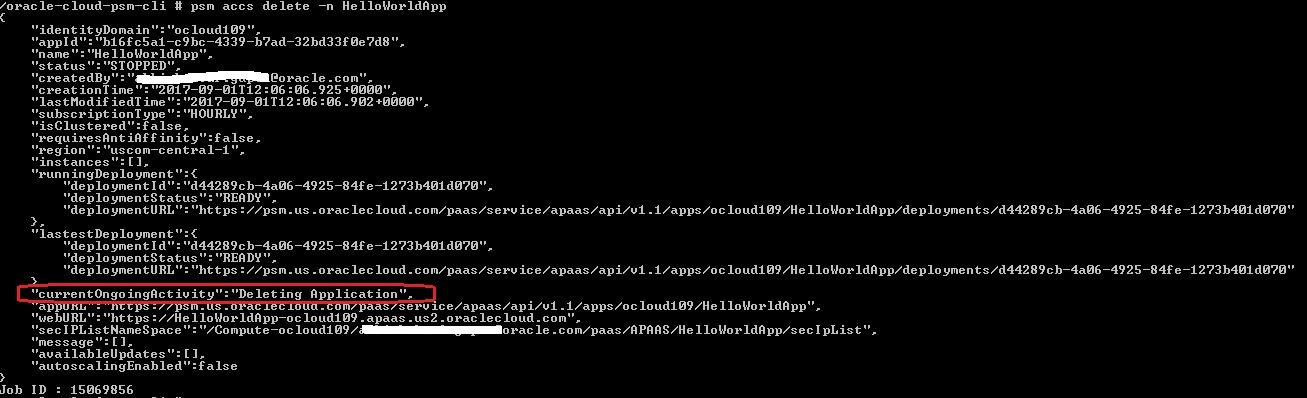 /oracle-cloud-psm-cli # psm accs delete -n HelloWorldApp
{
"identityDomain":"ocloud109",
"appId":"b16fc5a1-c9bc-4339-b7ad-32bd33f0e7d8",
"name":"HelloWorldApp",
"status":"STOPPED",
"createdBy":"@oracle.com",
"creationTime":"2017-09-01T12:06:06.925+0000",
"lastModifiedTime":"2017-09-01T12:06:06.902+0000",
"subscriptionType":"HOURLY",
"isClustered":false,
"requiresAntiAffinity":false,
"region":"uscom-central-1",
"instances":[],
"runningDeployment":{
"deploymentId":"d44289cb-4a06-4925-84fe-1273b401d070",
"deploymentStatus":"READY",
"deploymentURL":"https://psm.us.oraclecloud.com/paas/service/apaas/api/v1.1/apps/ocloud109/HelloWorldApp/deployments/d44289cb-4a06-4925-84fe-1273b401d070"
},
"lastestDeployment":{
"deploymentId":"d44289cb-4a06-4925-84fe-1273b401d070",
"deploymentStatus":"READY",
"deploymentURL":"https://psm.us.oraclecloud.com/paas/service/apaas/api/v1.1/apps/ocloud109/HelloWorldApp/deployments/d44289cb-4a06-4925-84fe-1273b401d070"
},
"currentOngoingActivity":"Deleting Application",
"appURL":"https://psm.us.oraclecloud.com/paas/service/apaas/api/v1.1/apps/ocloud109/HelloWorldApp",
"webURL":"https://HelloWorldApp-ocloud109.apaas.us2.oraclecloud.com",
"secIPListNameSpace":"/Compute-ocloud109/oracle.com/paas/APAAS/HelloWorldApp/secIpList",
"message":[],
"availableUpdates":[],
"autoscalingEnabled":false
}
Job ID : 15069856